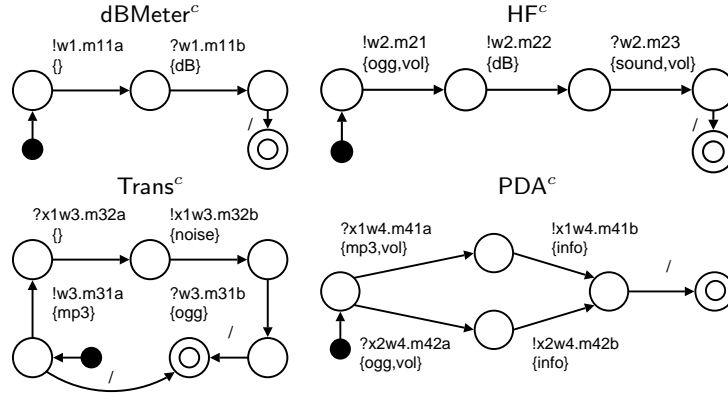 dBMeter^c
HF^c
!w1.m11a
{}
?w1.m11b
{dB}
/
!w2.m21
{ogg,vol}
!w2.m22
{dB}
?w2.m23
{sound,vol}
/
Trans^c
PDA^c
?x1w3.m32a
{}
!x1w3.m32b
{noise}
!w3.m31a
{mp3}
?w3.m31b
{ogg}
/
/
?x1w4.m41a
{mp3,vol}
!x1w4.m41b
{info}
/
?x2w4.m42a
{ogg,vol}
!x2w4.m42b
{info}